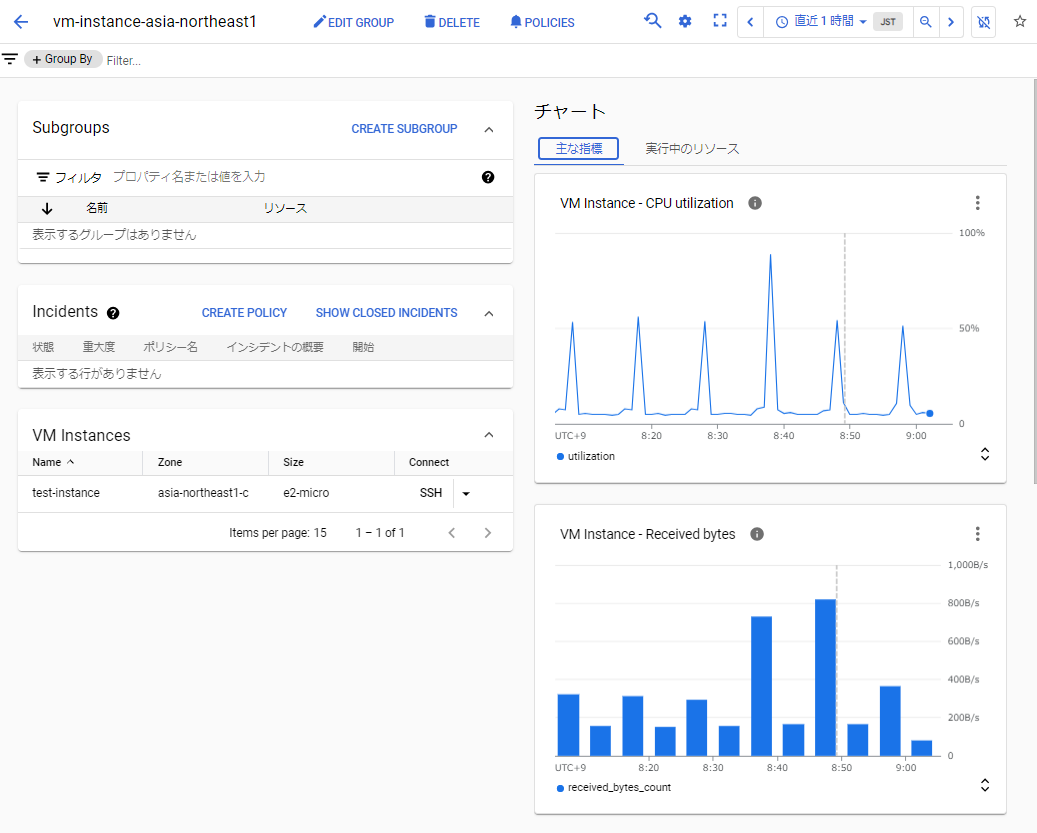 vm-instance-asia-northeast1 EDIT GROUP DELETE POLICIES 直近 1 時間 JST
Group By Filter...
Subgroups CREATE SUBGROUP
フィルタ プロパティ名または値を入力
名前 リソース
表示するグループはありません
Incidents CREATE POLICY SHOW CLOSED INCIDENTS
状態 重大度 ポリシー名 インシデントの概要 開始
表示する行がありません
VM Instances
Name Zone Size Connect
test-instance asia-northeast1-c e2-micro SSH
Items per page: 15 1 – 1 of 1
チャート
主な指標 実行中のリソース
VM Instance - CPU utilization
100%
50%
0
UTC+9 8:20 8:30 8:40 8:50 9:00
utilization
VM Instance - Received bytes
1,000B/s
800B/s
600B/s
400B/s
200B/s
0
UTC+9 8:20 8:30 8:40 8:50 9:00
received_bytes_count